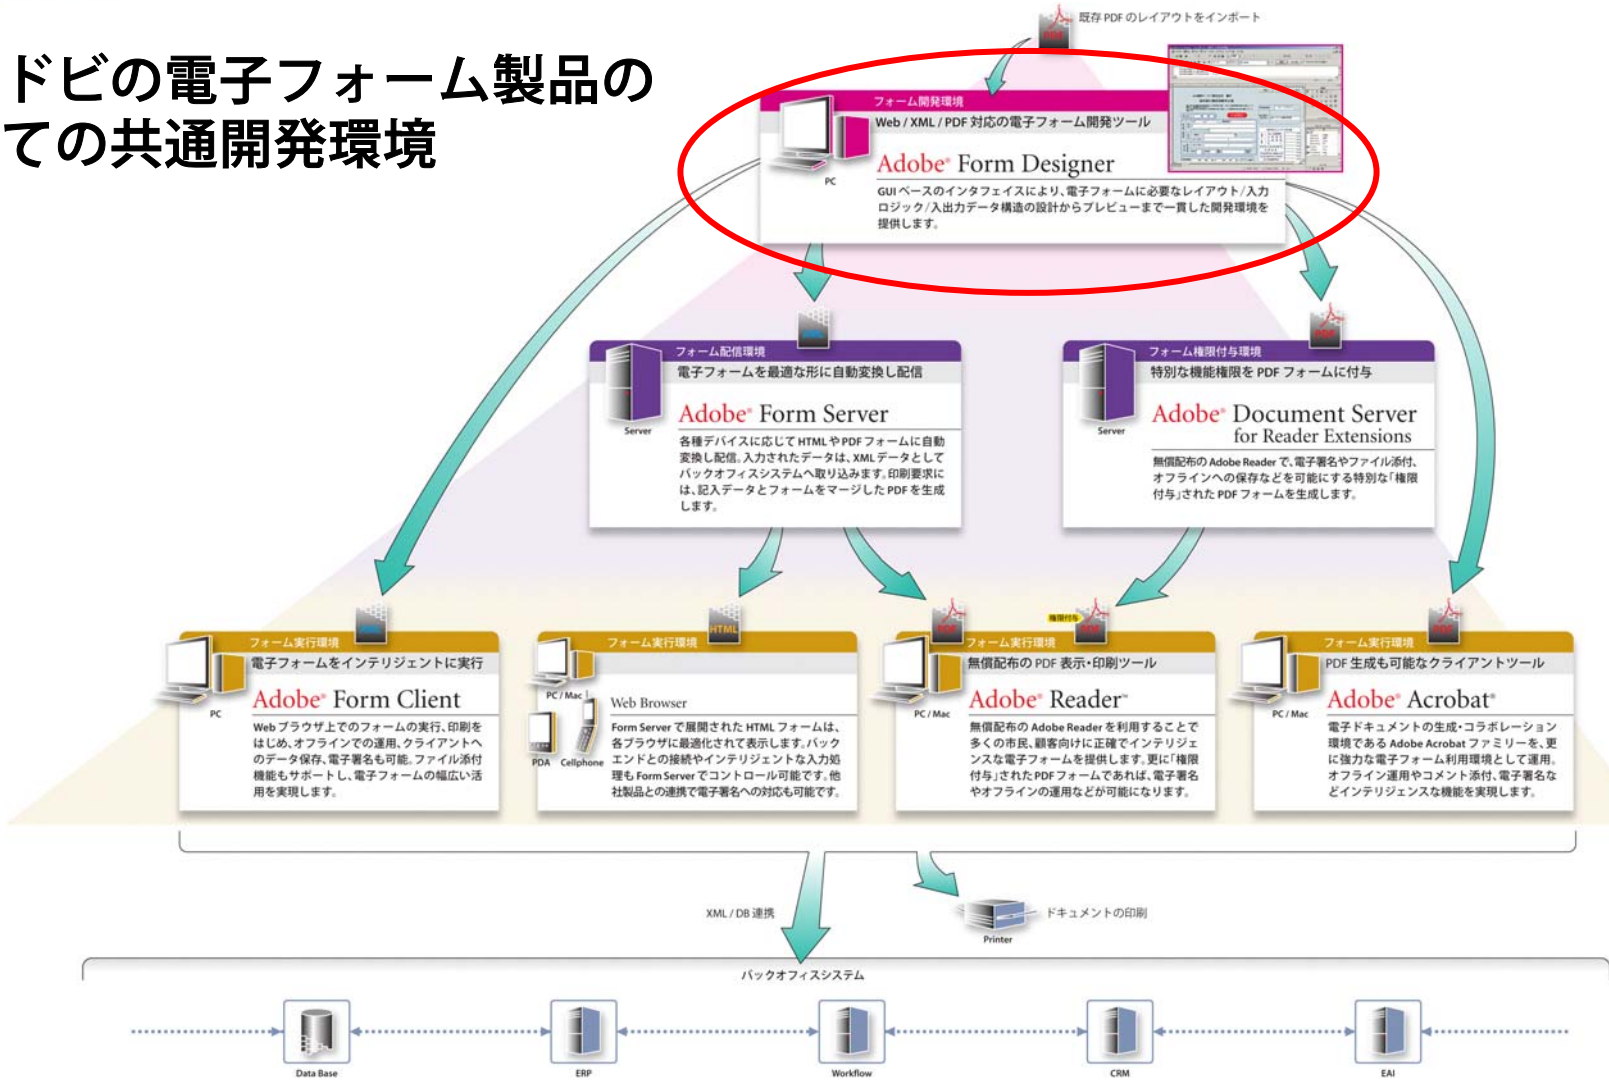 ドビの電子フォーム製品の
ての共通開発環境
既存 PDF のレイアウトをインポート
PDF
フォーム開発環境
Web / XML / PDF 対応の電子フォーム開発ツール
Adobe® Form Designer
GUI ベースのインタフェイスにより、電子フォームに必要なレイアウト/入力
ロジック/入出力データ構造の設計からプレビューまで一貫した開発環境を
提供します。
PC
フォーム配信環境
電子フォームを最適な形に自動変換し配信
Adobe® Form Server
各種デバイスに応じて HTML や PDF フォームに自動
変換し配信。入力されたデータは、XML データとして
バックオフィスシステムへ取り込みます。印刷要求に
は、記入データとフォームをマージした PDF を生成
します。
Server
PDF
フォーム権限付与環境
特別な機能権限を PDF フォームに付与
Adobe® Document Server
for Reader Extensions
無償配布の Adobe Reader で、電子署名やファイル添付、
オフラインへの保存などを可能にする特別な「権限
付与」された PDF フォームを生成します。
Server
フォーム実行環境
電子フォームをインテリジェントに実行
Adobe® Form Client
Web ブラウザ上でのフォームの実行、印刷を
はじめ、オフラインでの運用、クライアントへ
のデータ保存、電子署名も可能。ファイル添付
機能もサポートし、電子フォームの幅広い活
用を実現します。
PC
HTML
フォーム実行環境
Web Browser
Form Server で展開された HTML フォームは、
各ブラウザに最適化されて表示します。バック
エンドとの接続やインテリジェントな入力処
理も Form Server でコントロール可能です。他
社製品との連携で電子署名への対応も可能です。
PC / Mac
PDA
Cellphone
PDF
権限付与
PDF
フォーム実行環境
無償配布の PDF 表示・印刷ツール
Adobe® Reader™
無償配布の Adobe Reader を利用することで
多くの市民、顧客向けに正確でインテリジェ
ンスな電子フォームを提供します。更に「権限
付与」されたPDFフォームであれば、電子署名
やオフラインの運用などが可能になります。
PC / Mac
PDF
フォーム実行環境
PDF 生成も可能なクライアントツール
Adobe® Acrobat®
電子ドキュメントの生成・コラボレーション
環境である Adobe Acrobat ファミリーを、更
に強力な電子フォーム利用環境として運用。
オフライン運用やコメント添付、電子署名な
どインテリジェンスな機能を実現します。
PC / Mac
XML / DB 連携
ドキュメントの印刷
Printer
バックオフィスシステム
Data Base
ERP
Workflow
CRM
EAI